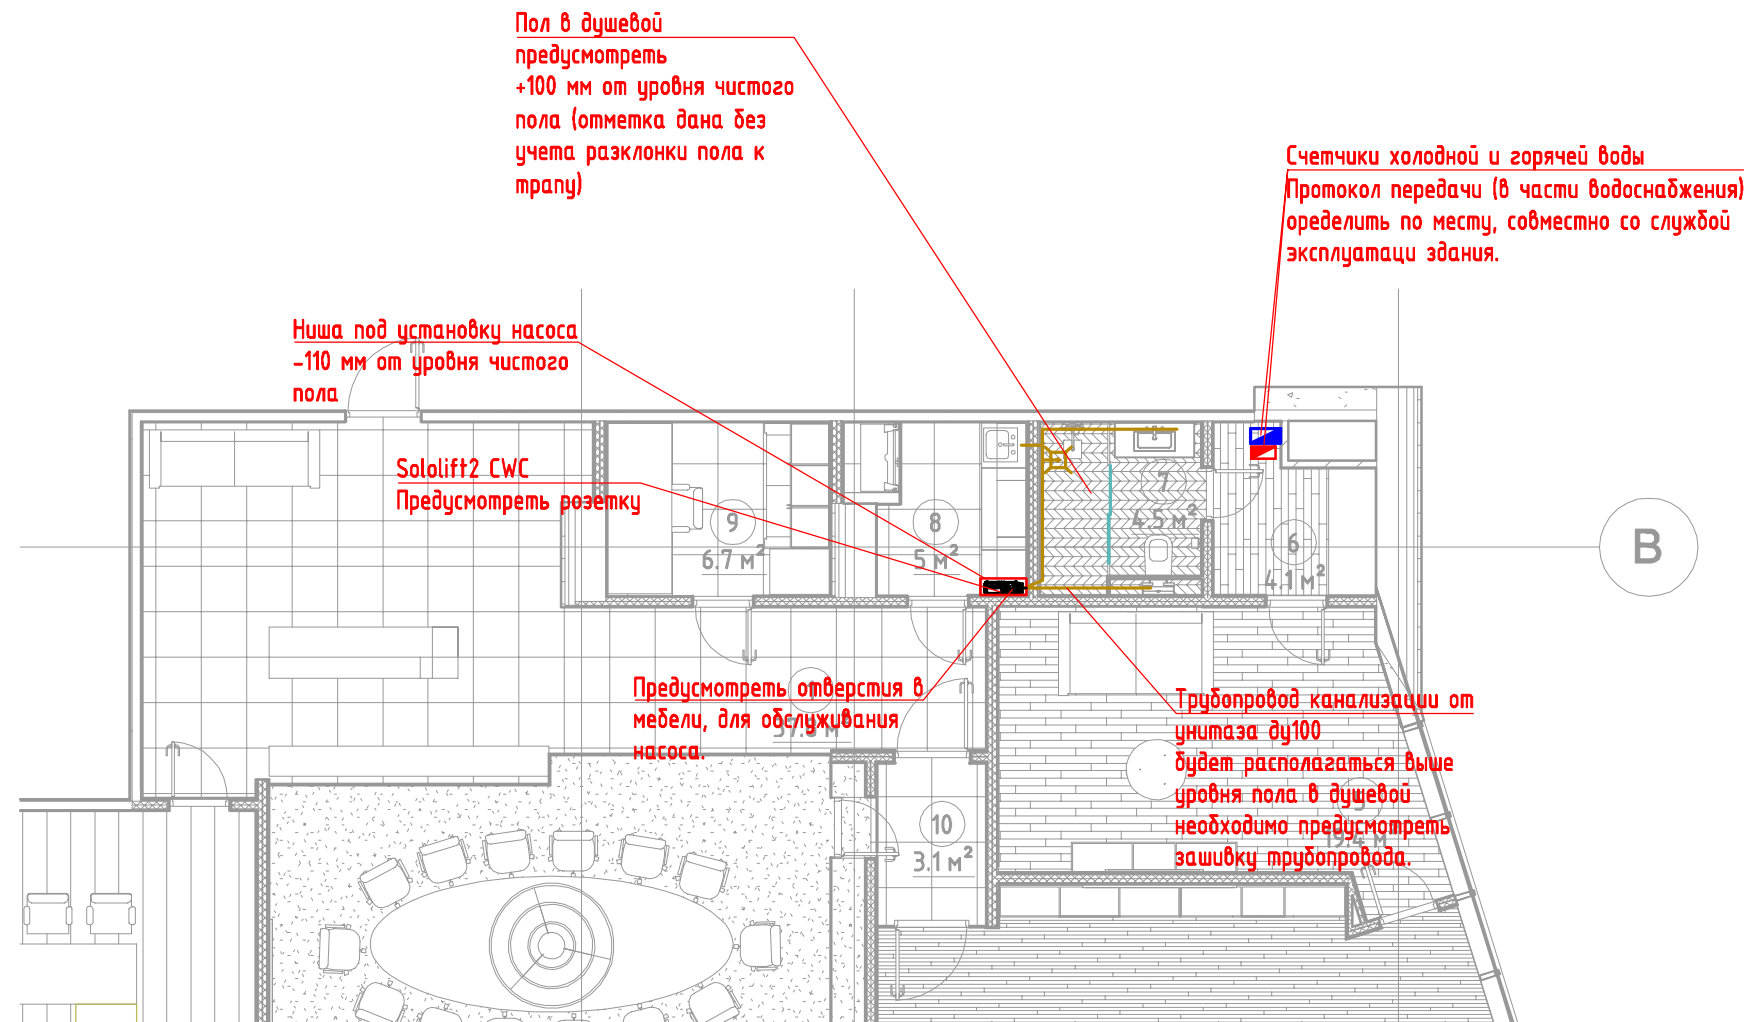 Пол в душевой
предусмотреть
+100 мм от уровня чистого
пола (отметка дана без
учета разклонки пола к
трапу)
Счетчики холодной и горячей воды
Протокол передачи (в части водоснабжения)
оределить по месту, совместно со службой
эксплуатаци здания.
Ниша под установку насоса
-110 мм от уровня чистого
пола
Sololift2 CWC
Предусмотреть розетку
9
6.7 м²
8
5 м²
7
4.5 м²
6
4.1 м²
В
Предусмотреть отверстия в
мебели, для обслуживания
насоса.
Трубопровод канализации от
унитаза ду100
будет располагаться выше
уровня пола в душевой
необходимо предусмотреть
зашивку трубопровода.
10
3.1 м²